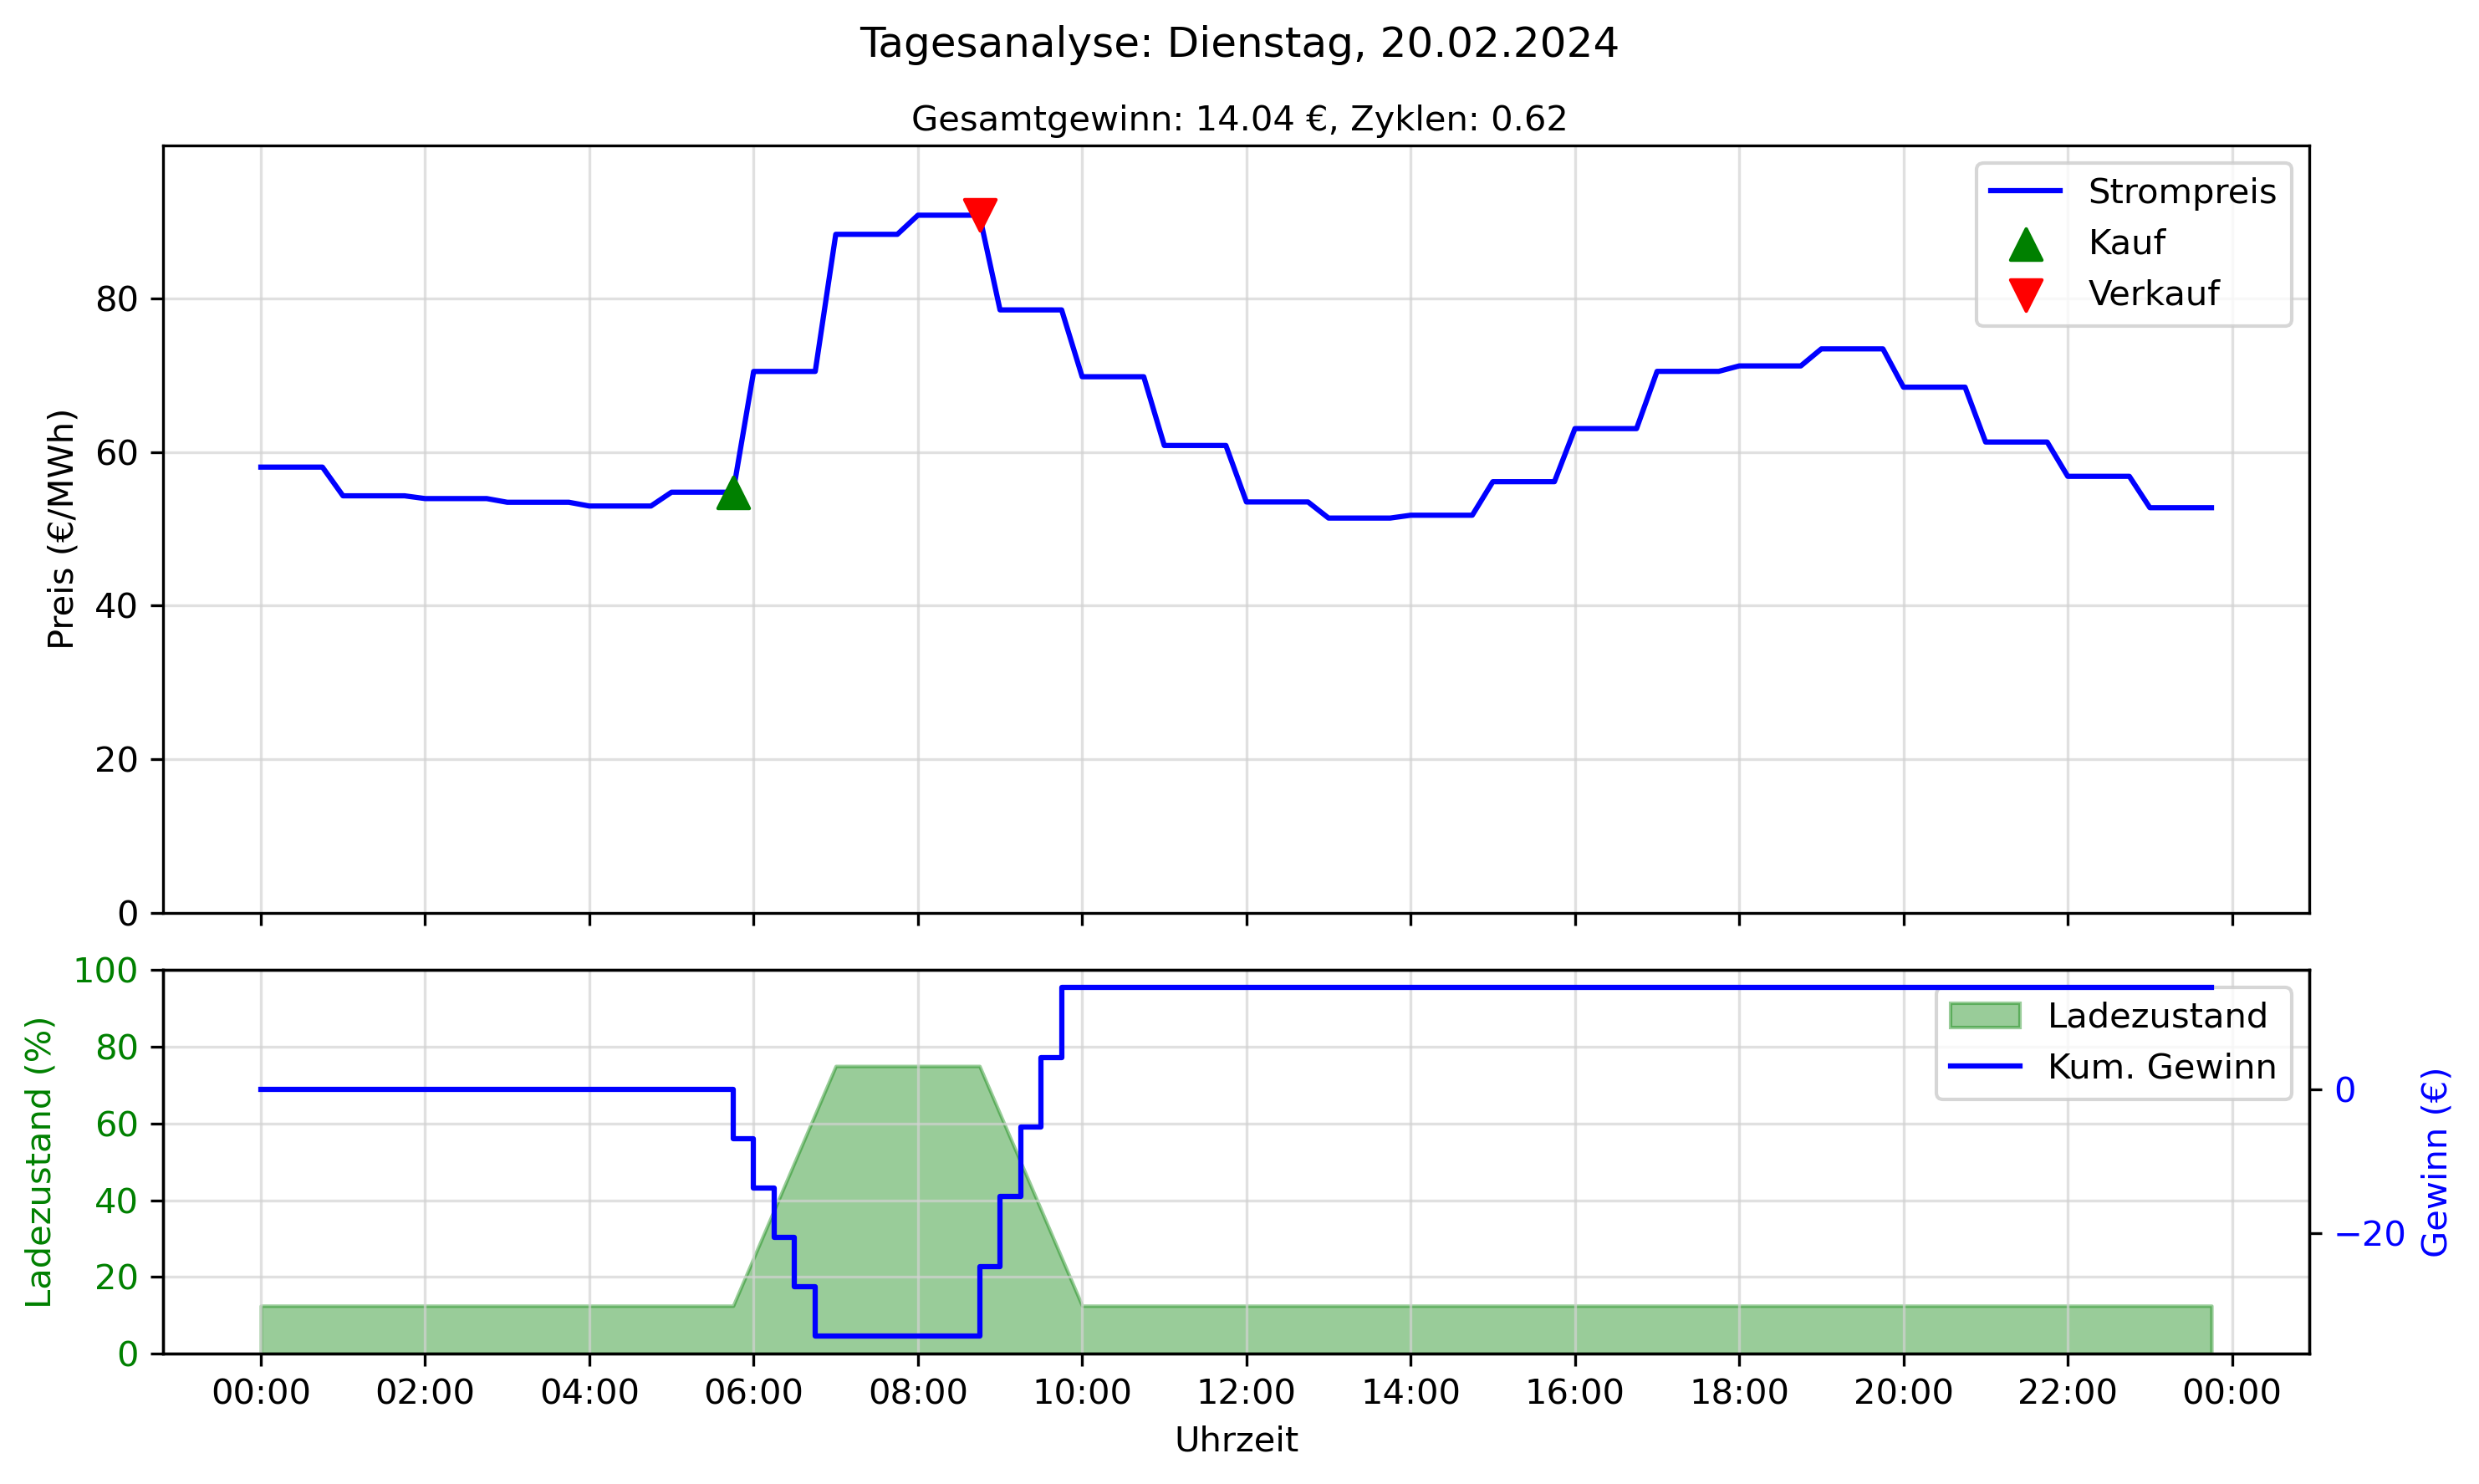 Tagesanalyse: Dienstag, 20.02.2024
Gesamtgewinn: 14.04 €, Zyklen: 0.62
Strompreis
Kauf
Verkauf
Preis (€/MWh)
80
60
40
20
0
100
80
60
40
20
0
Ladezustand (%)
Ladezustand
Kum. Gewinn
0
−20
Gewinn (€)
00:00 02:00 04:00 06:00 08:00 10:00 12:00 14:00 16:00 18:00 20:00 22:00 00:00
Uhrzeit